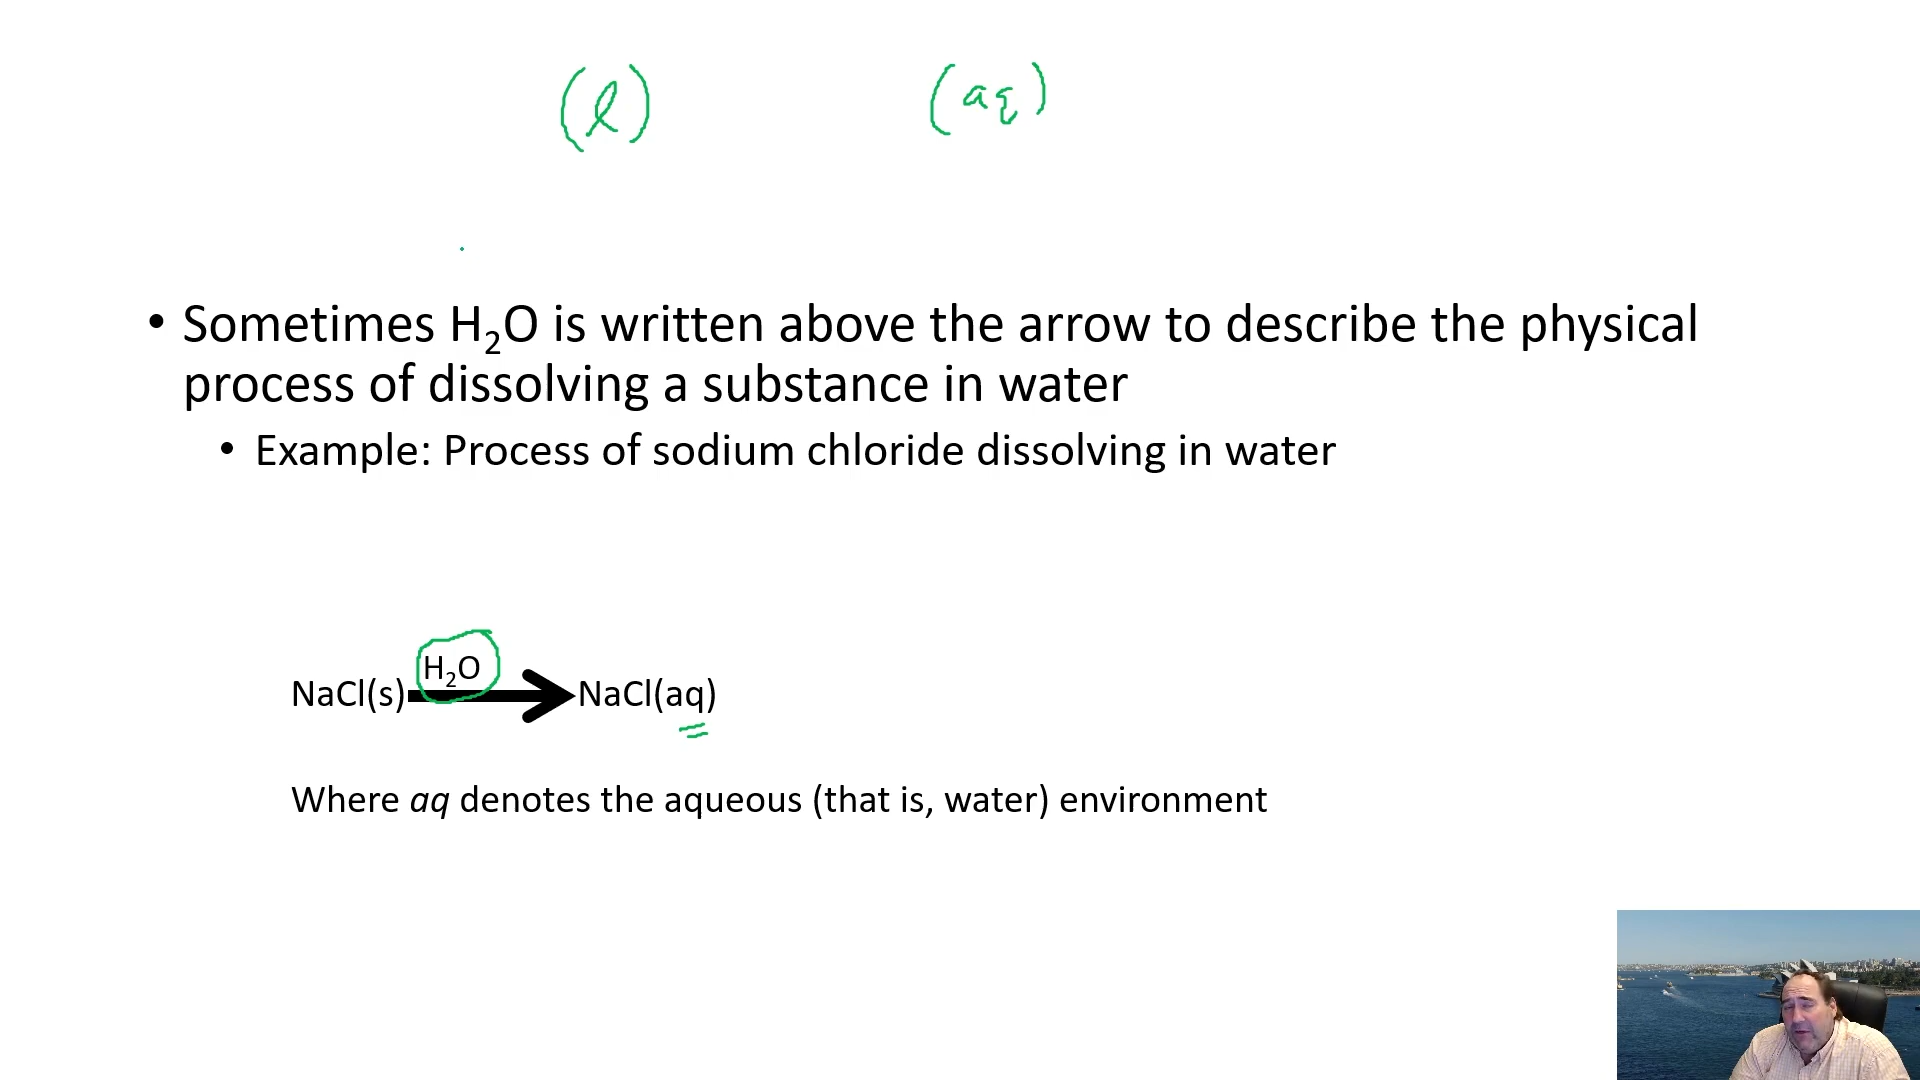 (l) (aq)
• Sometimes H₂O is written above the arrow to describe the physical
process of dissolving a substance in water
• Example: Process of sodium chloride dissolving in water
H₂O
NaCl(s) NaCl(aq)
Where aq denotes the aqueous (that is, water) environment